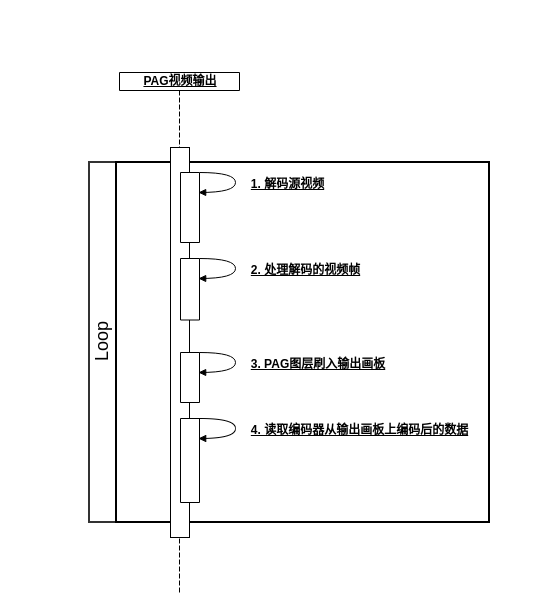 PAG视频输出
1. 解码源视频
2. 处理解码的视频帧
Loop
3. PAG图层刷入输出画板
4. 读取编码器从输出画板上编码后的数据